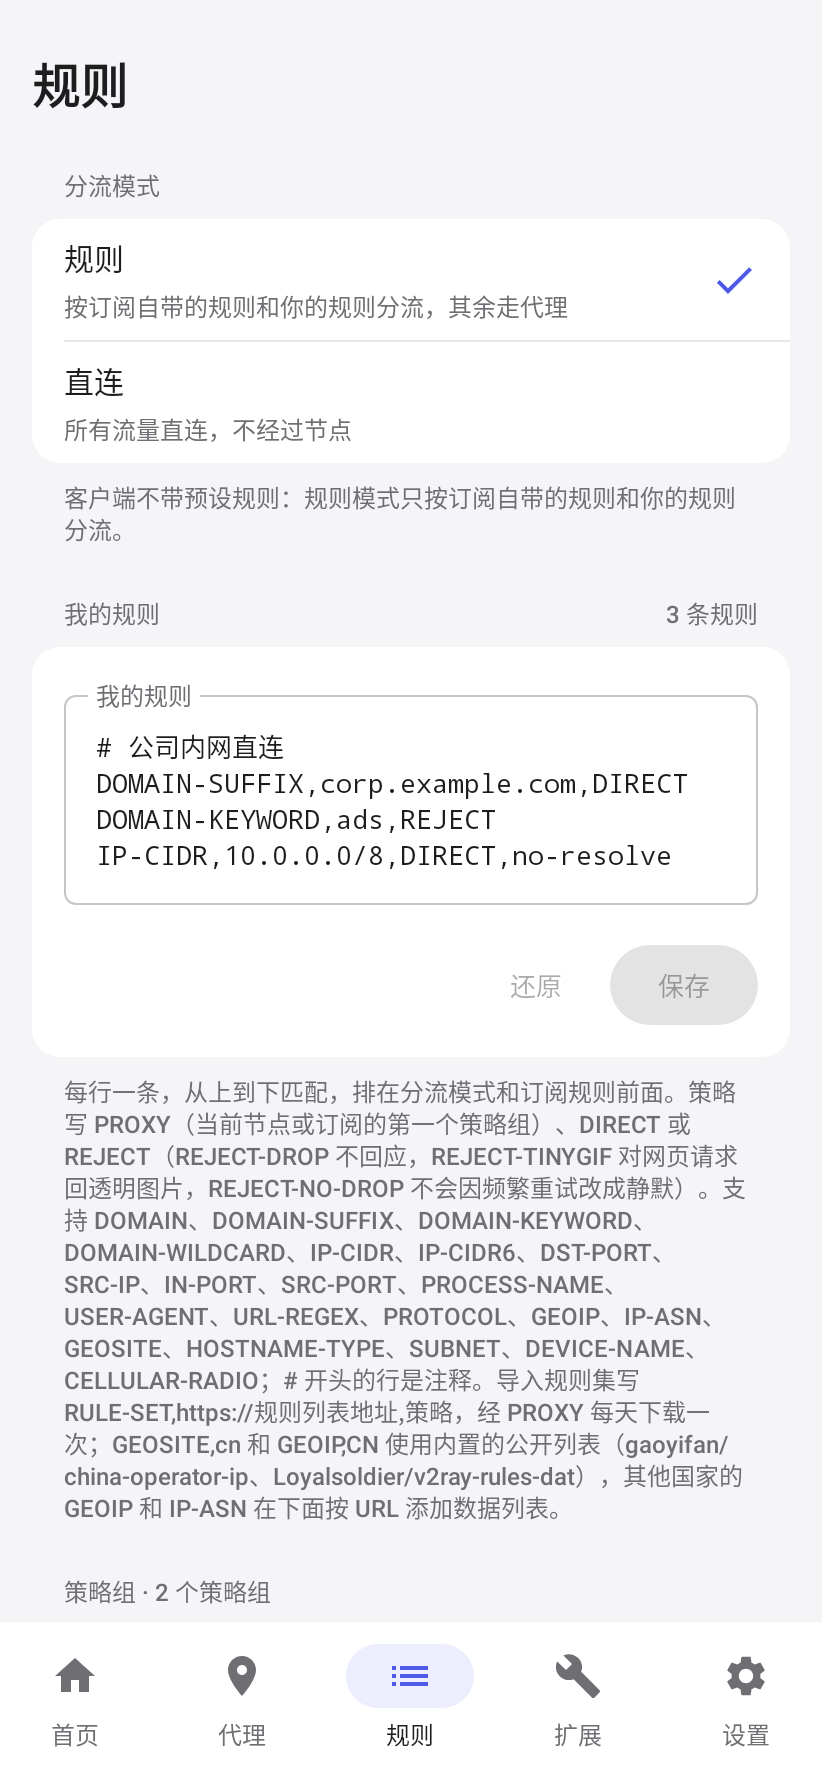 规则
分流模式
规则
按订阅自带的规则和你的规则分流，其余走代理
直连
所有流量直连，不经过节点
客户端不带预设规则：规则模式只按订阅自带的规则和你的规则
分流。
我的规则
3 条规则
我的规则
# 公司内网直连
DOMAIN-SUFFIX,corp.example.com,DIRECT
DOMAIN-KEYWORD,ads,REJECT
IP-CIDR,10.0.0.0/8,DIRECT,no-resolve
还原
保存
每行一条，从上到下匹配，排在分流模式和订阅规则前面。策略
写 PROXY（当前节点或订阅的第一个策略组）、DIRECT 或
REJECT（REJECT-DROP 不回应，REJECT-TINYGIF 对网页请求
回透明图片，REJECT-NO-DROP 不会因频繁重试改成静默）。支
持 DOMAIN、DOMAIN-SUFFIX、DOMAIN-KEYWORD、
DOMAIN-WILDCARD、IP-CIDR、IP-CIDR6、DST-PORT、
SRC-IP、IN-PORT、SRC-PORT、PROCESS-NAME、
USER-AGENT、URL-REGEX、PROTOCOL、GEOIP、IP-ASN、
GEOSITE、HOSTNAME-TYPE、SUBNET、DEVICE-NAME、
CELLULAR-RADIO；# 开头的行是注释。导入规则集写
RULE-SET,https://规则列表地址,策略，经 PROXY 每天下载一
次；GEOSITE,cn 和 GEOIP,CN 使用内置的公开列表（gaoyifan/
china-operator-ip、Loyalsoldier/v2ray-rules-dat），其他国家的
GEOIP 和 IP-ASN 在下面按 URL 添加数据列表。
策略组 · 2 个策略组
首页
代理
规则
扩展
设置